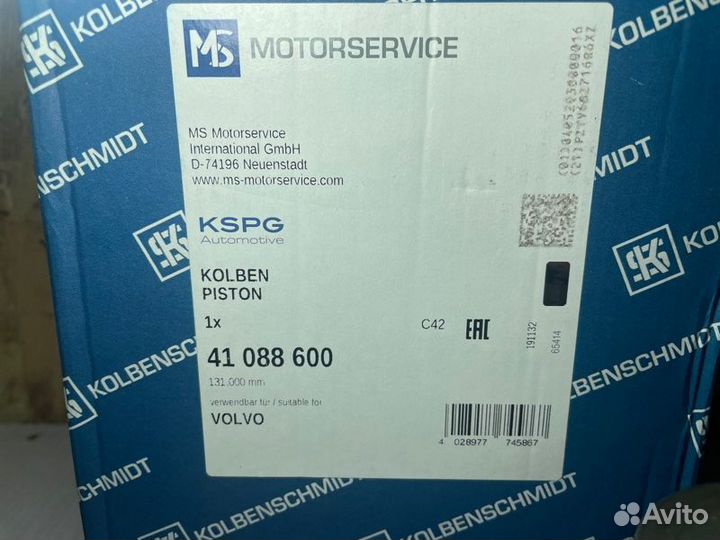 MS MOTORSERVICE
MS Motorservice
International GmbH
D-74196 Neuenstadt
www.ms-motorservice.com
KSPG
Automotive
KOLBEN
PISTON
1x
C42
EAC
41 088 600
131.000 mm
verwendbar für / suitable for
VOLVO
4 028977 745867
191132
65414
KOLBENSCHMIDT
KOLBENSCHMIDT
KOLBENSCHMIDT
KOLBENSCHMIDT
KOLBENSCHMIDT
KOLBENSCHMIDT
Avito